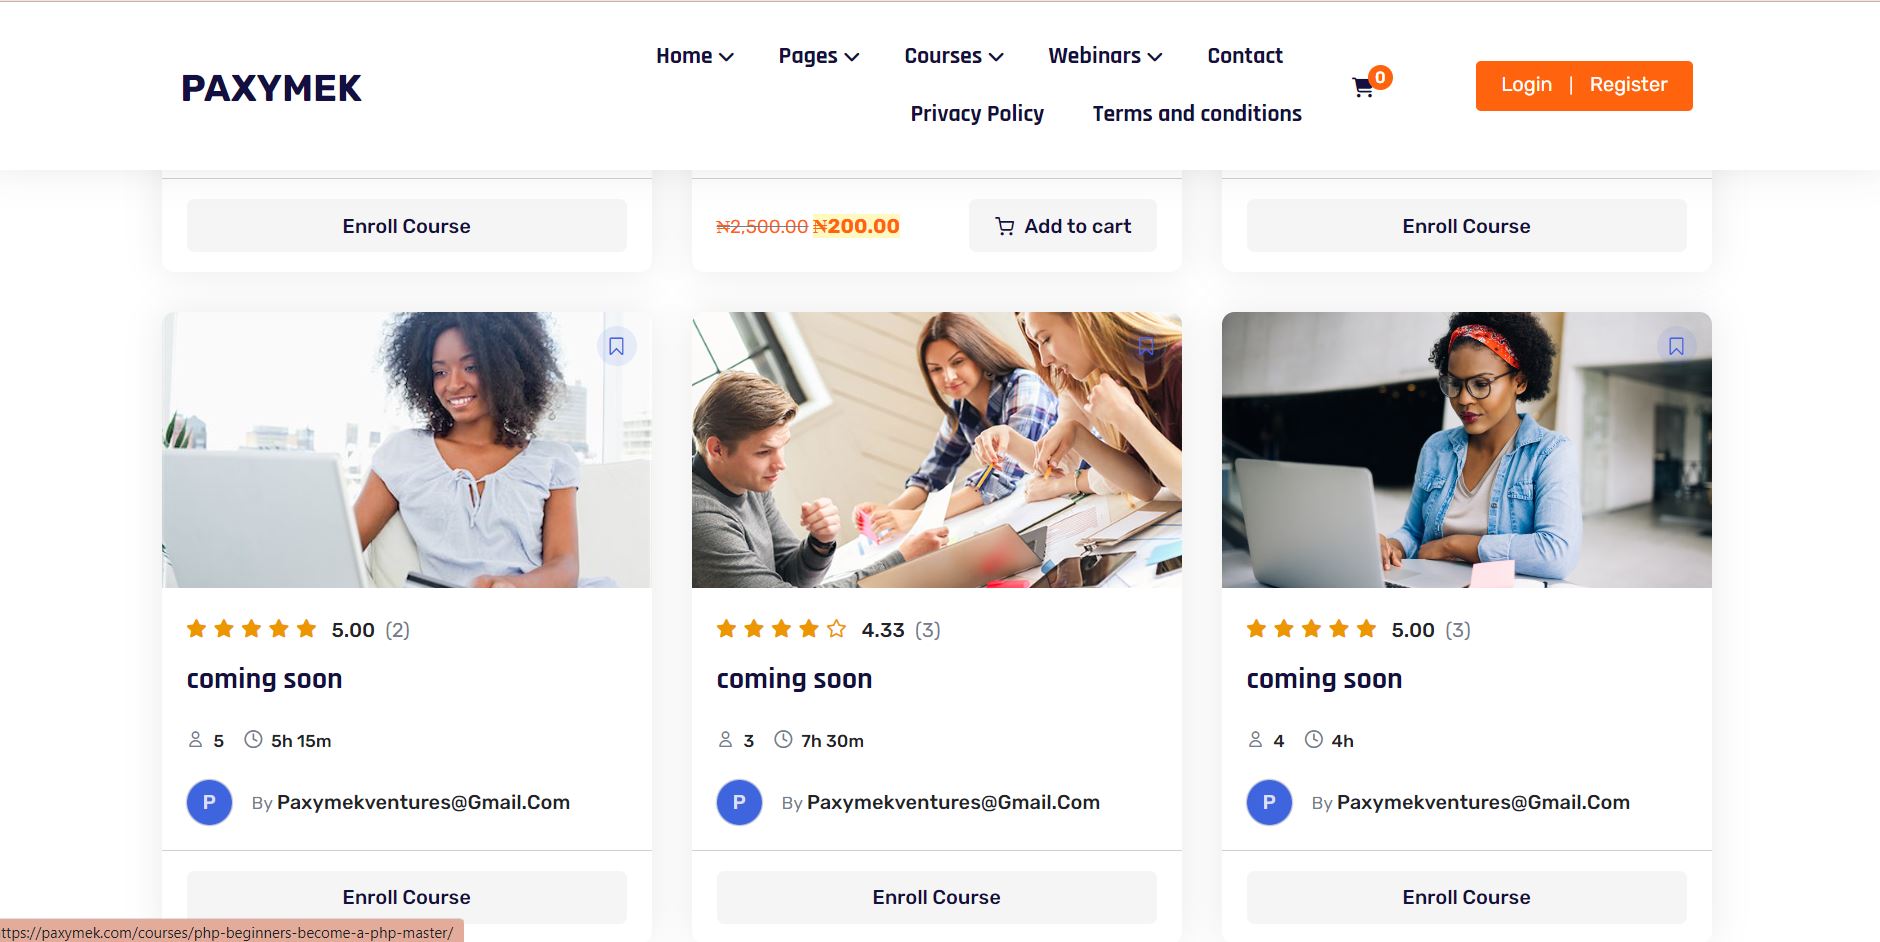 Home Pages Courses Webinars Contact
PAXYMEK
0
Login | Register
Privacy Policy Terms and conditions
Enroll Course
₦2,500.00 ₦200.00
Add to cart
Enroll Course
5.00 (2)
4.33 (3)
5.00 (3)
coming soon
coming soon
coming soon
5 5h 15m
3 7h 30m
4 4h
P By Paxymekventures@Gmail.Com
P By Paxymekventures@Gmail.Com
P By Paxymekventures@Gmail.Com
Enroll Course
Enroll Course
Enroll Course
ttps://paxymek.com/courses/php-beginners-become-a-php-master/